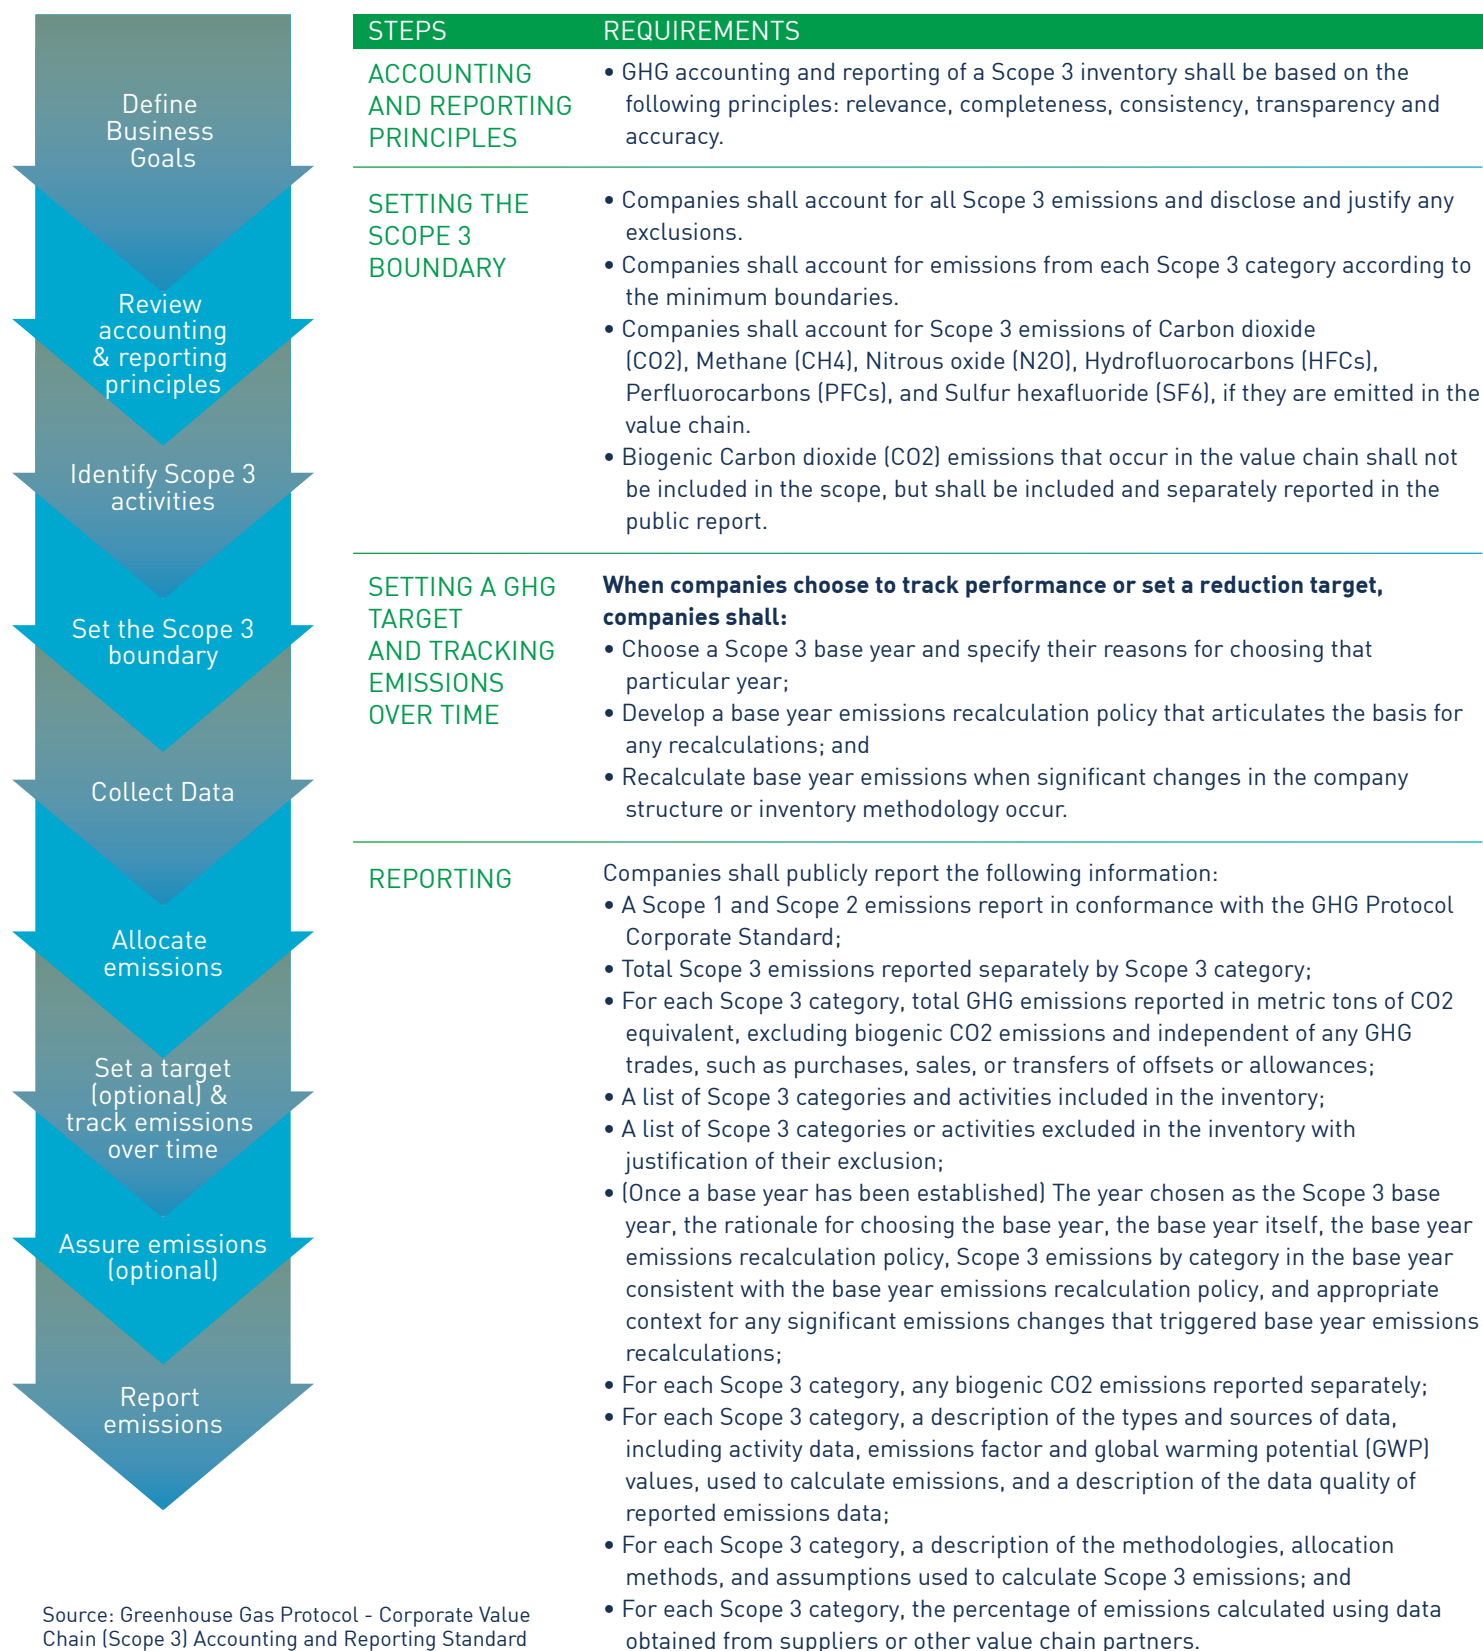 Define
Business
Goals
Review
accounting
& reporting
principles
Identify Scope 3
activities
Set the Scope 3
boundary
Collect Data
Allocate
emissions
Set a target
(optional) &
track emissions
over time
Assure emissions
(optional)
Report
emissions
Source: Greenhouse Gas Protocol - Corporate Value
Chain (Scope 3) Accounting and Reporting Standard
STEPS REQUIREMENTS
ACCOUNTING
AND REPORTING
PRINCIPLES
• GHG accounting and reporting of a Scope 3 inventory shall be based on the
following principles: relevance, completeness, consistency, transparency and
accuracy.
SETTING THE
SCOPE 3
BOUNDARY
• Companies shall account for all Scope 3 emissions and disclose and justify any
exclusions.
• Companies shall account for emissions from each Scope 3 category according to
the minimum boundaries.
• Companies shall account for Scope 3 emissions of Carbon dioxide
(CO2), Methane (CH4), Nitrous oxide (N2O), Hydrofluorocarbons (HFCs),
Perfluorocarbons (PFCs), and Sulfur hexafluoride (SF6), if they are emitted in the
value chain.
• Biogenic Carbon dioxide (CO2) emissions that occur in the value chain shall not
be included in the scope, but shall be included and separately reported in the
public report.
SETTING A GHG
TARGET
AND TRACKING
EMISSIONS
OVER TIME
When companies choose to track performance or set a reduction target,
companies shall:
• Choose a Scope 3 base year and specify their reasons for choosing that
particular year;
• Develop a base year emissions recalculation policy that articulates the basis for
any recalculations; and
• Recalculate base year emissions when significant changes in the company
structure or inventory methodology occur.
REPORTING
Companies shall publicly report the following information:
• A Scope 1 and Scope 2 emissions report in conformance with the GHG Protocol
Corporate Standard;
• Total Scope 3 emissions reported separately by Scope 3 category;
• For each Scope 3 category, total GHG emissions reported in metric tons of CO2
equivalent, excluding biogenic CO2 emissions and independent of any GHG
trades, such as purchases, sales, or transfers of offsets or allowances;
• A list of Scope 3 categories and activities included in the inventory;
• A list of Scope 3 categories or activities excluded in the inventory with
justification of their exclusion;
• (Once a base year has been established) The year chosen as the Scope 3 base
year, the rationale for choosing the base year, the base year itself, the base year
emissions recalculation policy, Scope 3 emissions by category in the base year
consistent with the base year emissions recalculation policy, and appropriate
context for any significant emissions changes that triggered base year emissions
recalculations;
• For each Scope 3 category, any biogenic CO2 emissions reported separately;
• For each Scope 3 category, a description of the types and sources of data,
including activity data, emissions factor and global warming potential (GWP)
values, used to calculate emissions, and a description of the data quality of
reported emissions data;
• For each Scope 3 category, a description of the methodologies, allocation
methods, and assumptions used to calculate Scope 3 emissions; and
• For each Scope 3 category, the percentage of emissions calculated using data
obtained from suppliers or other value chain partners.